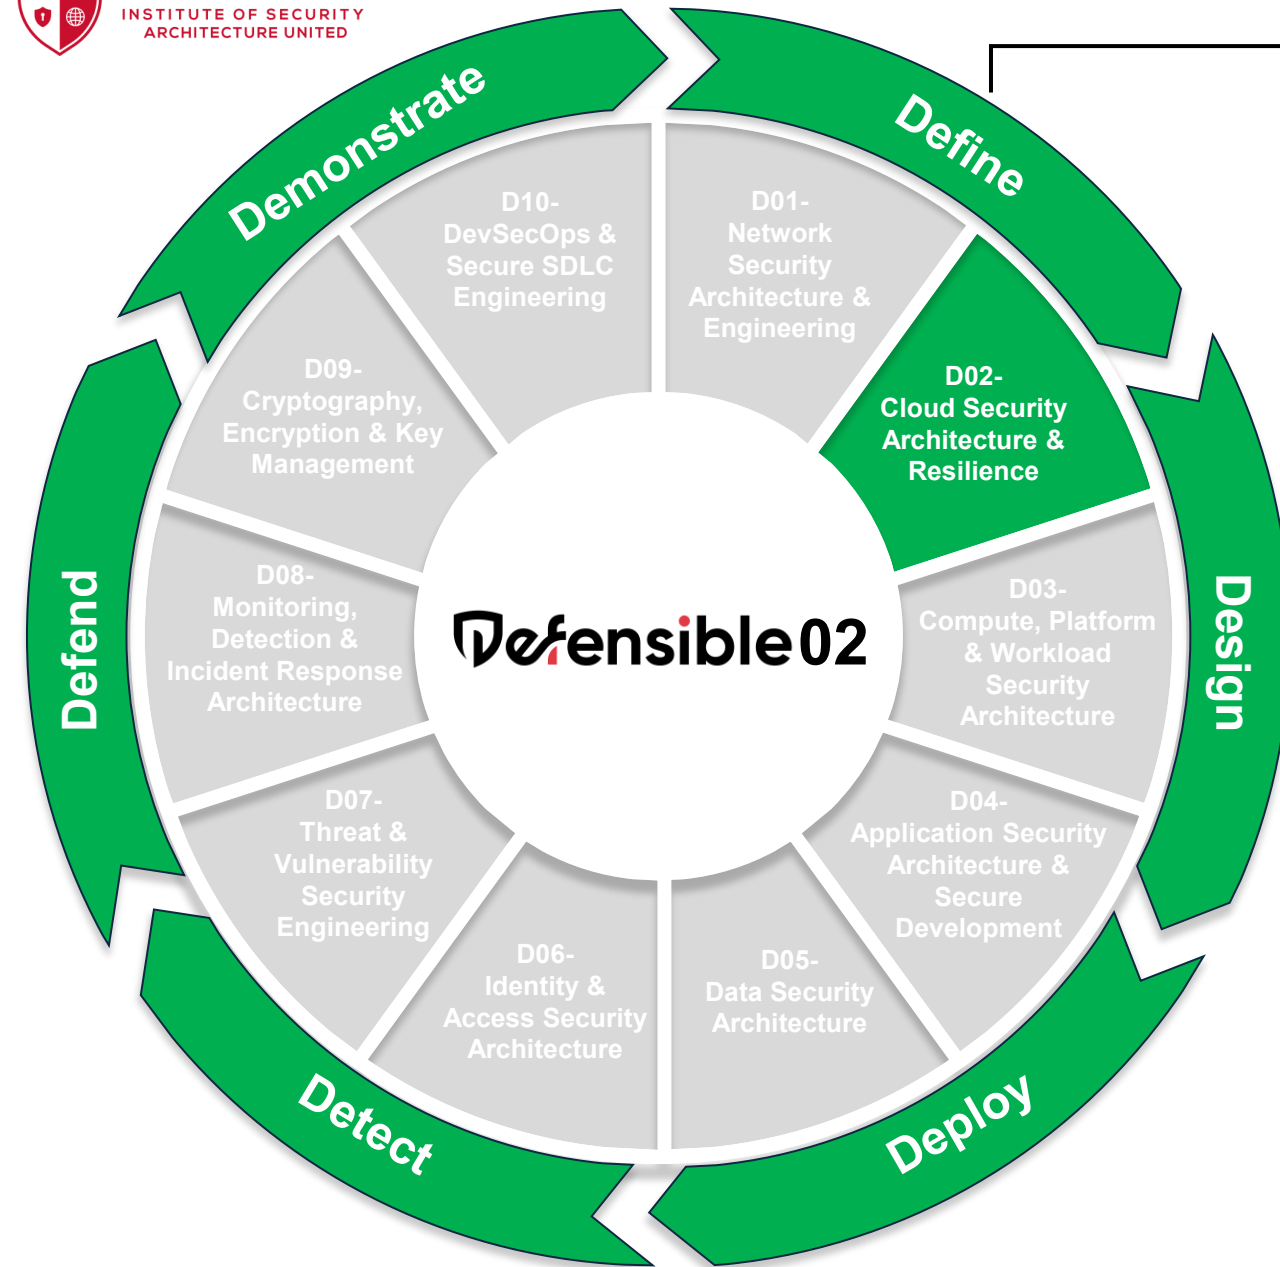 INSTITUTE OF SECURITY
ARCHITECTURE UNITED
Demonstrate
Define
Design
Deploy
Detect
Defend
D01-
Network
Security
Architecture &
Engineering
D02-
Cloud Security
Architecture &
Resilience
D03-
Compute, Platform
& Workload
Security
Architecture
D04-
Application Security
Architecture &
Secure
Development
D05-
Data Security
Architecture
D06-
Identity &
Access Security
Architecture
D07-
Threat &
Vulnerability
Security
Engineering
D08-
Monitoring,
Detection &
Incident Response
Architecture
D09-
Cryptography,
Encryption & Key
Management
D10-
DevSecOps &
Secure SDLC
Engineering
Defensible 02